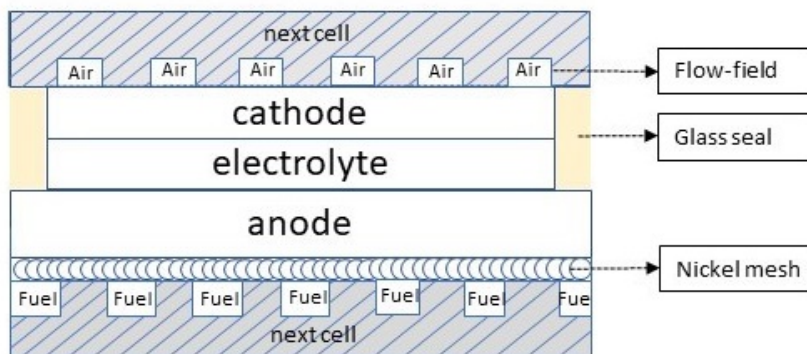 next cell
Air Air Air Air Air Air
Flow-field
cathode
Glass seal
electrolyte
anode
Nickel mesh
Fuel Fuel Fuel Fuel Fuel Fuel Fue
next cell